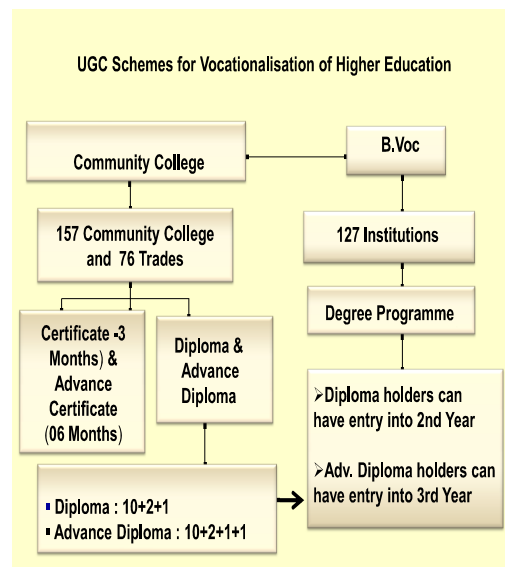 UGC Schemes for Vocationalisation of Higher Education
Community College
B.Voc
157 Community College
and 76 Trades
127 Institutions
Certificate -3
Months) &
Advance
Certificate
(06 Months)
Diploma &
Advance
Diploma
Degree Programme
➢Diploma holders can
have entry into 2nd Year
➢Adv. Diploma holders can
have entry into 3rd Year
▪ Diploma : 10+2+1
▪ Advance Diploma : 10+2+1+1